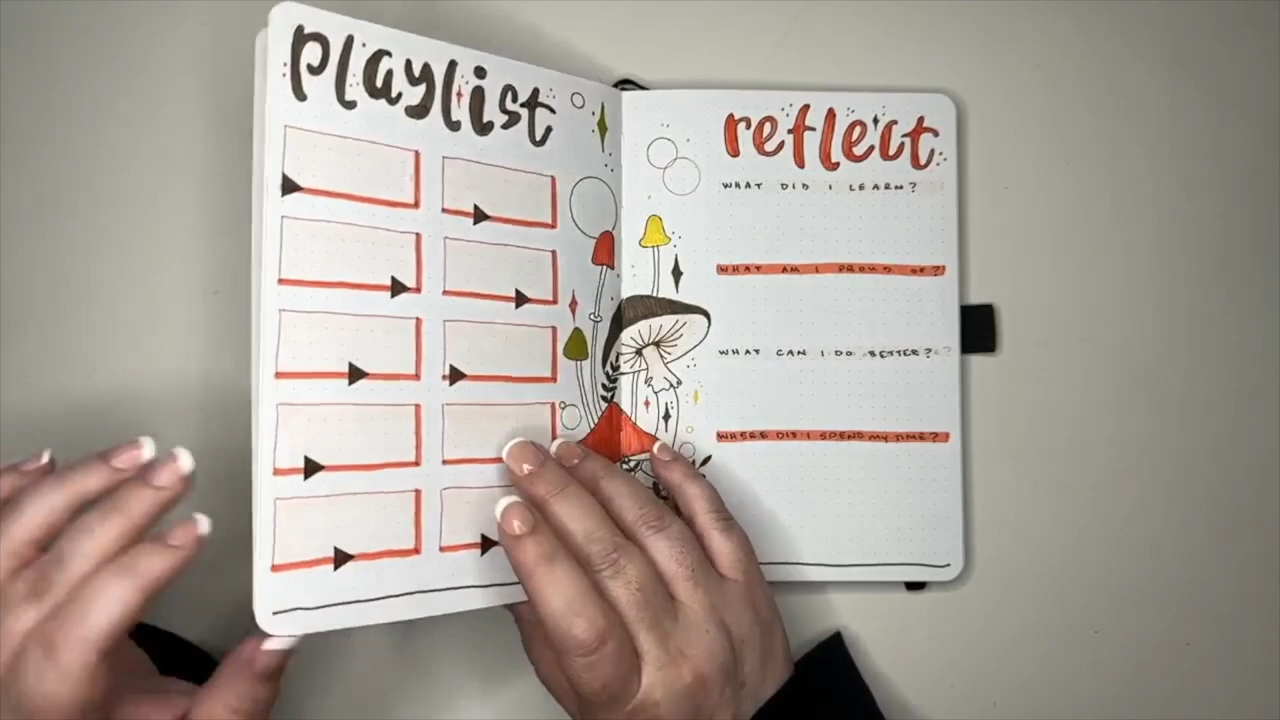 playlist
reflect
WHAT DID I LEARN?
WHAT AM I PROUD OF?
WHAT CAN I DO BETTER?
WHERE DID I SPEND MY TIME?